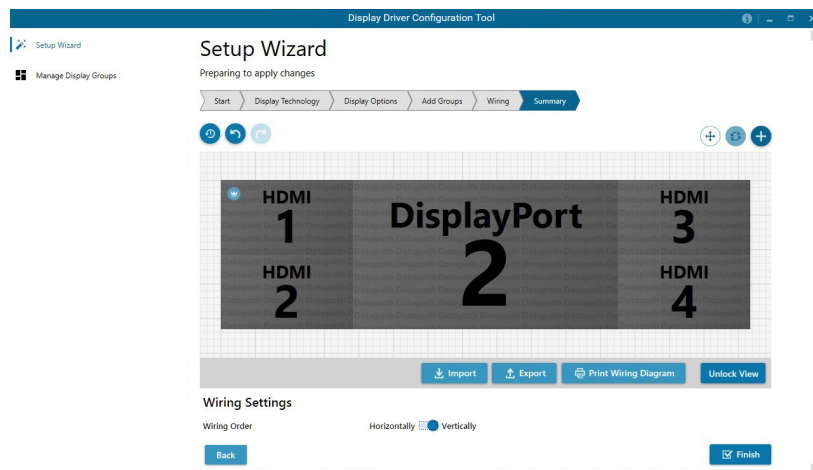 Display Driver Configuration Tool
Setup Wizard
Manage Display Groups
Setup Wizard
Preparing to apply changes
Start
Display Technology
Display Options
Add Groups
Wiring
Summary
HDMI
1
HDMI
2
DisplayPort
2
HDMI
3
HDMI
4
Import
Export
Print Wiring Diagram
Unlock View
Wiring Settings
Wiring Order
Horizontally
Vertically
Back
Finish